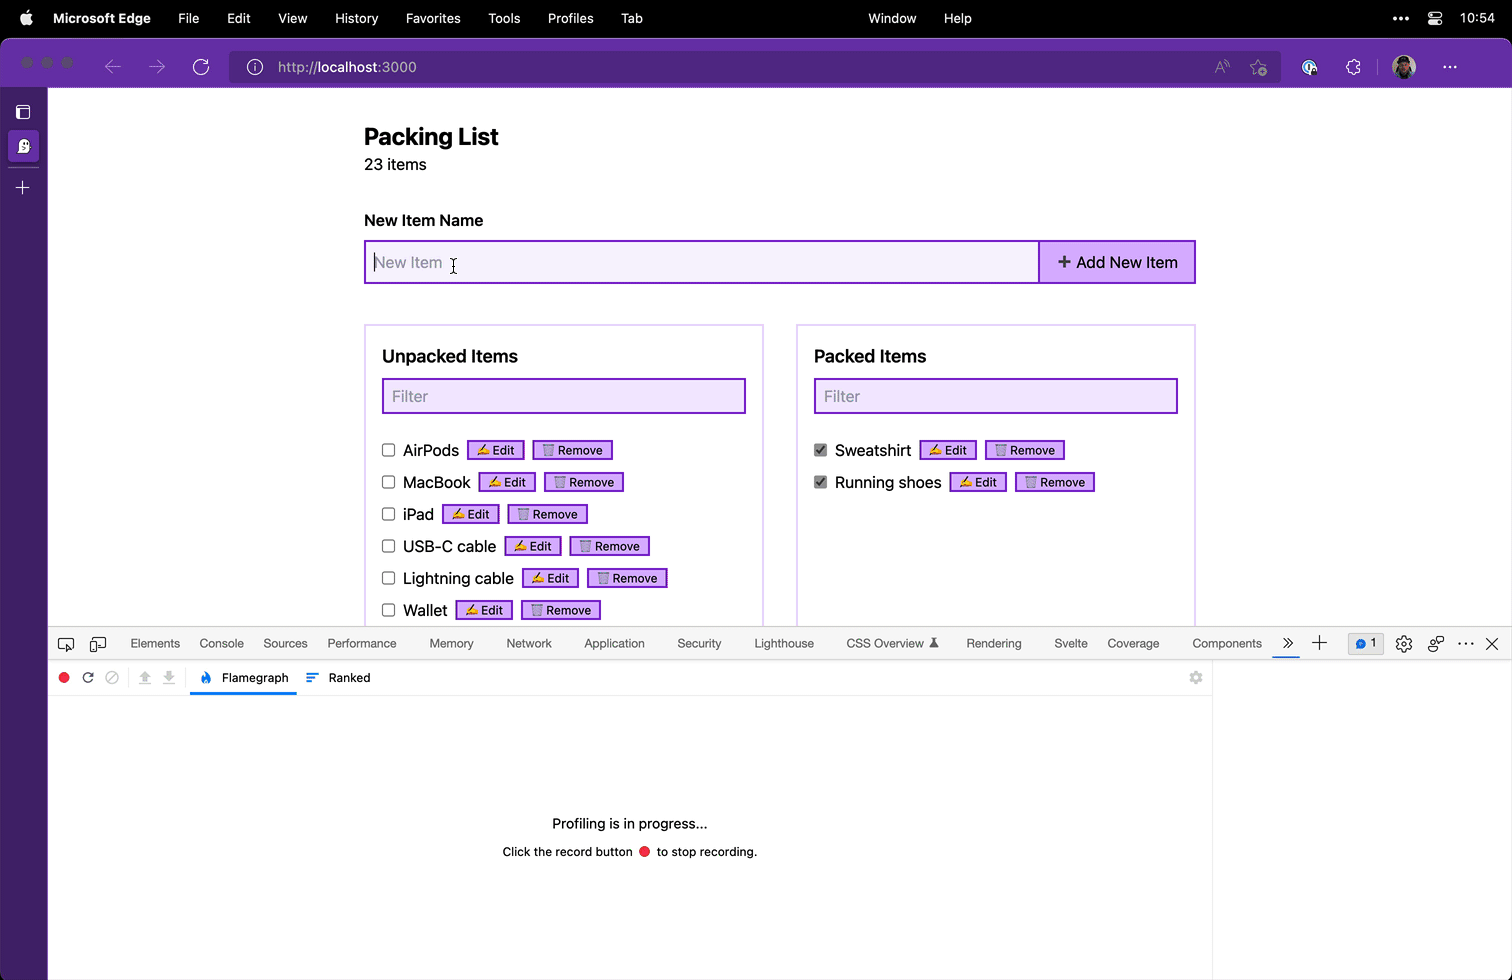 Microsoft Edge File Edit View History Favorites Tools Profiles Tab Window Help 10:54
http://localhost:3000
Packing List
23 items
New Item Name
New Item
+ Add New Item
Unpacked Items
Filter
AirPods Edit Remove
MacBook Edit Remove
iPad Edit Remove
USB-C cable Edit Remove
Lightning cable Edit Remove
Wallet Edit Remove
Packed Items
Filter
Sweatshirt Edit Remove
Running shoes Edit Remove
Elements Console Sources Performance Memory Network Application Security Lighthouse CSS Overview Rendering Svelte Coverage Components 1
Flamegraph Ranked
Profiling is in progress...
Click the record button to stop recording.